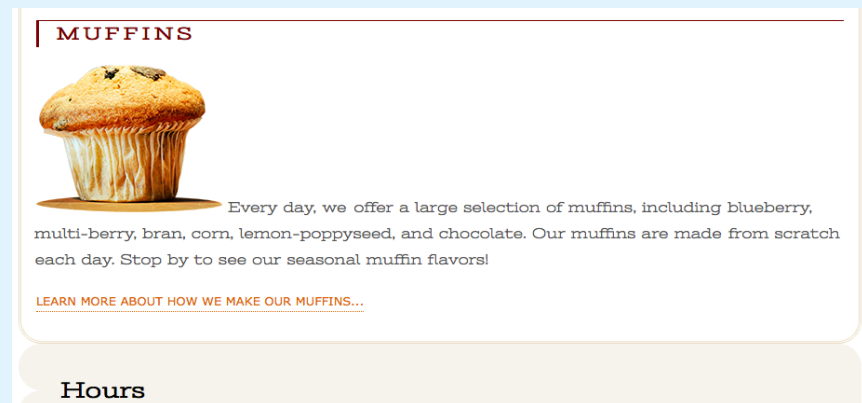 MUFFINS
Every day, we offer a large selection of muffins, including blueberry,
multi-berry, bran, corn, lemon-poppyseed, and chocolate. Our muffins are made from scratch
each day. Stop by to see our seasonal muffin flavors!
LEARN MORE ABOUT HOW WE MAKE OUR MUFFINS...
Hours